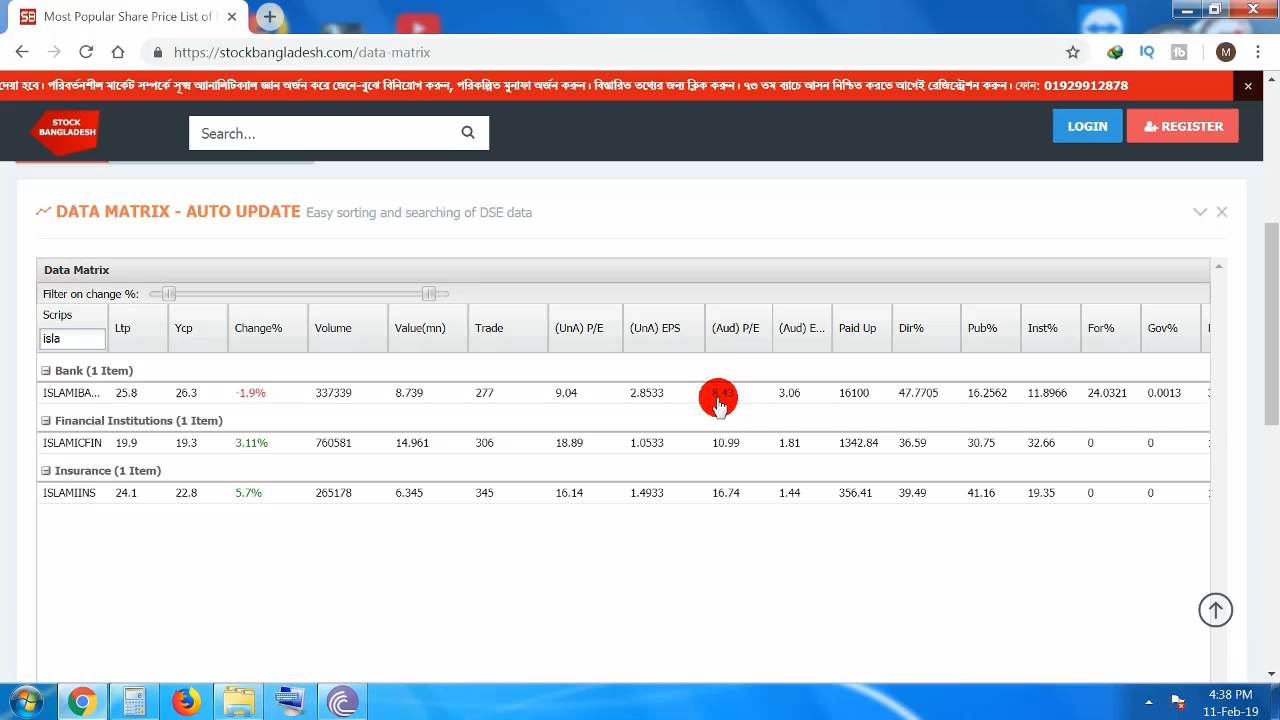 Most Popular Share Price List of
https://stockbangladesh.com/data-matrix
M
দেয়া হবে। পরিবর্তনশীল মার্কেট সম্পর্কে সূক্ষ্ম অ্যানালিটিক্যাল জ্ঞান অর্জন করে জেনে-বুঝে বিনিয়োগ করুন, পরিকল্পিত মুনাফা অর্জন করুন। বিস্তারিত তথ্যের জন্য ক্লিক করুন। ৭৩ তম ব্যাচে আসন নিশ্চিত করতে আগেই রেজিস্ট্রেশন করুন। ফোন: 01929912878
STOCK
BANGLADESH
Search...
LOGIN
REGISTER
DATA MATRIX - AUTO UPDATE Easy sorting and searching of DSE data
Data Matrix
Filter on change %:
Scrips Ltp Ycp Change% Volume Value(mn) Trade (UnA) P/E (UnA) EPS (Aud) P/E (Aud) E... Paid Up Dir% Pub% Inst% For% Gov%
isla
Bank (1 Item)
ISLAMIBA... 25.8 26.3 -1.9% 337339 8.739 277 9.04 2.8533 8.43 3.06 16100 47.7705 16.2562 11.8966 24.0321 0.0013
Financial Institutions (1 Item)
ISLAMICFIN 19.9 19.3 3.11% 760581 14.961 306 18.89 1.0533 10.99 1.81 1342.84 36.59 30.75 32.66 0 0
Insurance (1 Item)
ISLAMIINS 24.1 22.8 5.7% 265178 6.345 345 16.14 1.4933 16.74 1.44 356.41 39.49 41.16 19.35 0 0
4:38 PM
11-Feb-19